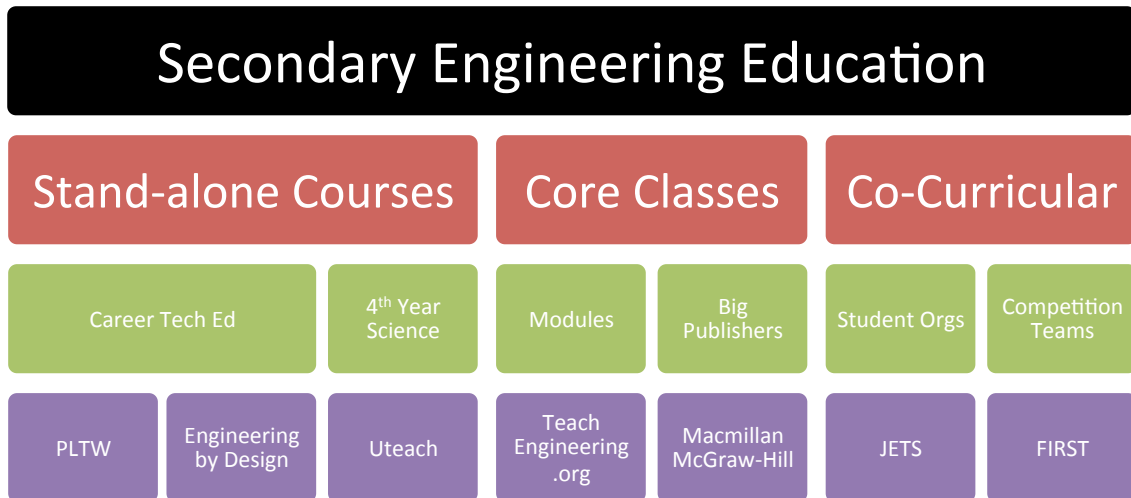 Secondary Engineering Education
Stand-alone Courses
Core Classes
Co-Curricular
Career Tech Ed
4th Year
Science
Modules
Big
Publishers
Student Orgs
Competition
Teams
PLTW
Engineering
by Design
Uteach
Teach
Engineering
.org
Macmillan
McGraw-Hill
JETS
FIRST